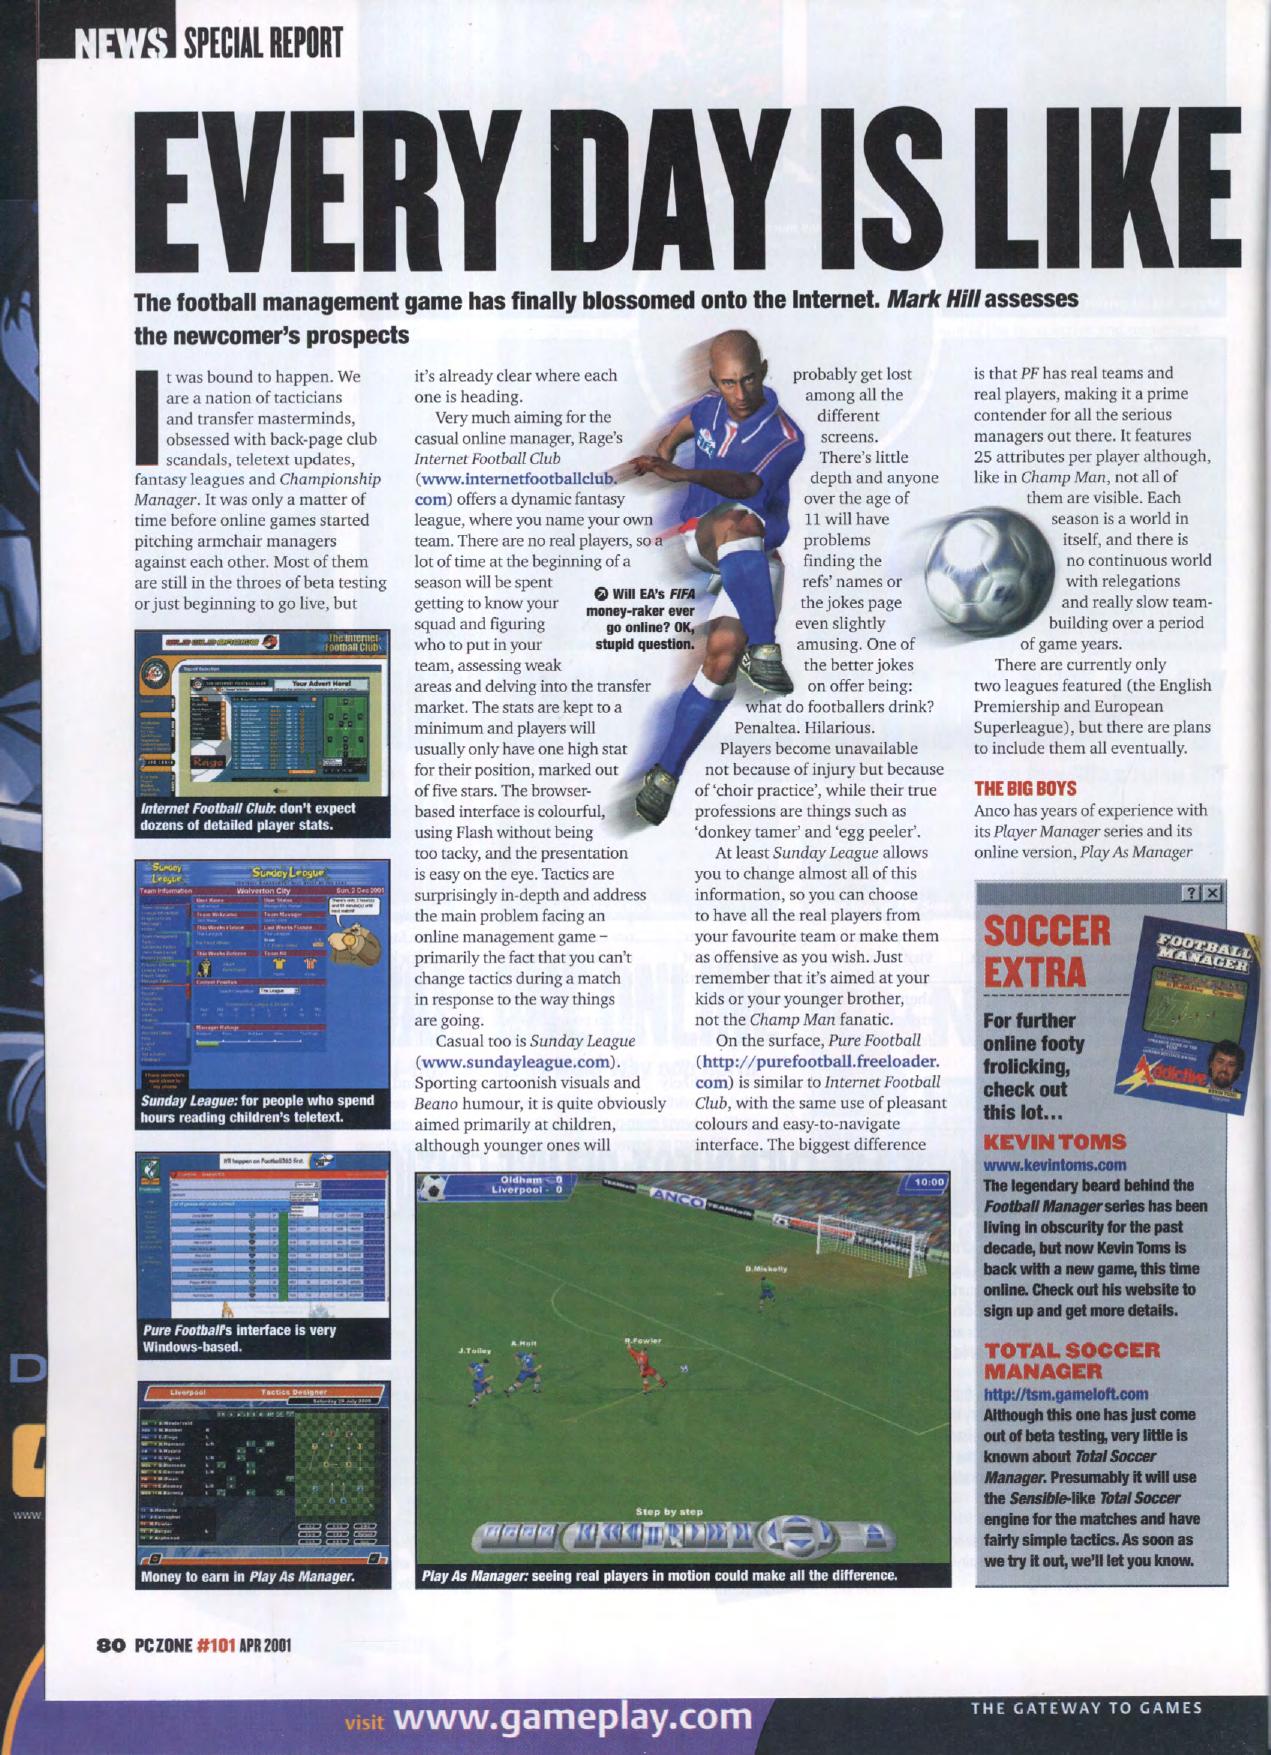 NEWS SPECIAL REPORT
EVERY DAY IS LIKE
The football management game has finally blossomed onto the Internet. Mark Hill assesses
the newcomer's prospects
It was bound to happen. We
are a nation of tacticians
and transfer masterminds,
obsessed with back-page club
scandals, teletext updates,
fantasy leagues and Championship
Manager. It was only a matter of
time before online games started
pitching armchair managers
against each other. Most of them
are still in the throes of beta testing
or just beginning to go live, but
Internet Football Club: don't expect
dozens of detailed player stats.
Sunday League: for people who spend
hours reading children's teletext.
Pure Football's interface is very
Windows-based.
Liverpool Tactics Designer
Money to earn in Play As Manager.
it's already clear where each
one is heading.
Very much aiming for the
casual online manager, Rage's
Internet Football Club
(www.internetfootballclub.
com) offers a dynamic fantasy
league, where you name your own
team. There are no real players, so a
lot of time at the beginning of a
season will be spent
getting to know your
squad and figuring
who to put in your
team, assessing weak
areas and delving into the transfer
market. The stats are kept to a
minimum and players will
usually only have one high stat
for their position, marked out
of five stars. The browser-
based interface is colourful,
using Flash without being
too tacky, and the presentation
is easy on the eye. Tactics are
surprisingly in-depth and address
the main problem facing an
online management game –
primarily the fact that you can't
change tactics during a match
in response to the way things
are going.
Casual too is Sunday League
(www.sundayleague.com).
Sporting cartoonish visuals and
Beano humour, it is quite obviously
aimed primarily at children,
although younger ones will
Will EA's FIFA
money-raker ever
go online? OK,
stupid question.
probably get lost
among all the
different
screens.
There's little
depth and anyone
over the age of
11 will have
problems
finding the
refs' names or
the jokes page
even slightly
amusing. One of
the better jokes
on offer being:
what do footballers drink?
Penaltea. Hilarious.
Players become unavailable
not because of injury but because
of 'choir practice', while their true
professions are things such as
'donkey tamer' and 'egg peeler'.
At least Sunday League allows
you to change almost all of this
information, so you can choose
to have all the real players from
your favourite team or make them
as offensive as you wish. Just
remember that it's aimed at your
kids or your younger brother,
not the Champ Man fanatic.
On the surface, Pure Football
(http://purefootball.freeloader.
com) is similar to Internet Football
Club, with the same use of pleasant
colours and easy-to-navigate
interface. The biggest difference
Oldham - 0
Liverpool - 0
10:00
ANCO
TEAMtalk
R.Fowler
Step by step
Play As Manager: seeing real players in motion could make all the difference.
is that PF has real teams and
real players, making it a prime
contender for all the serious
managers out there. It features
25 attributes per player although,
like in Champ Man, not all of
them are visible. Each
season is a world in
itself, and there is
no continuous world
with relegations
and really slow team-
building over a period
of game years.
There are currently only
two leagues featured (the English
Premiership and European
Superleague), but there are plans
to include them all eventually.
THE BIG BOYS
Anco has years of experience with
its Player Manager series and its
online version, Play As Manager
SOCCER
EXTRA
FOOTBALL
MANAGER
Addictive
For further
online footy
frolicking,
check out
this lot...
KEVIN TOMS
www.kevintoms.com
The legendary beard behind the
Football Manager series has been
living in obscurity for the past
decade, but now Kevin Toms is
back with a new game, this time
online. Check out his website to
sign up and get more details.
TOTAL SOCCER
MANAGER
http://tsm.gameloft.com
Although this one has just come
out of beta testing, very little is
known about Total Soccer
Manager. Presumably it will use
the Sensible-like Total Soccer
engine for the matches and have
fairly simple tactics. As soon as
we try it out, we'll let you know.
80 PCZONE #101 APR 2001
visit www.gameplay.com
THE GATEWAY TO GAMES